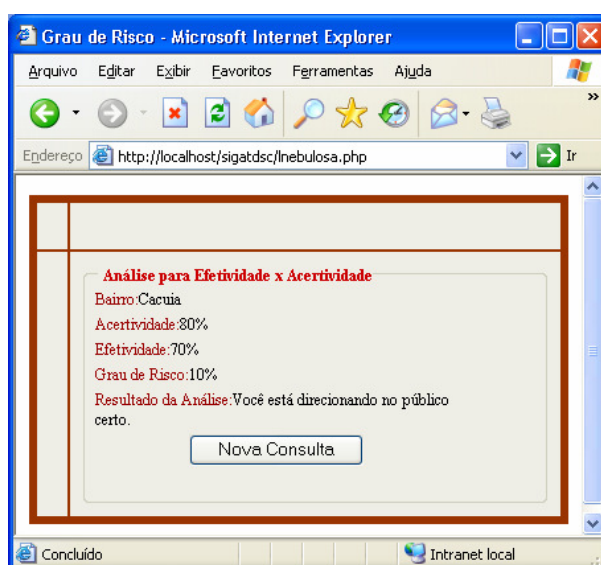 Grau de Risco - Microsoft Internet Explorer
Arquivo Editar Exibir Favoritos Ferramentas Ajuda
»
Endereço http://localhost/sigatdsc/lnebulosa.php Ir
Análise para Efetividade x Acertividade
Bairro:Cacuia
Acertividade:80%
Efetividade:70%
Grau de Risco:10%
Resultado da Análise:Você está direcionando no público
certo.
Nova Consulta
Concluído Intranet local